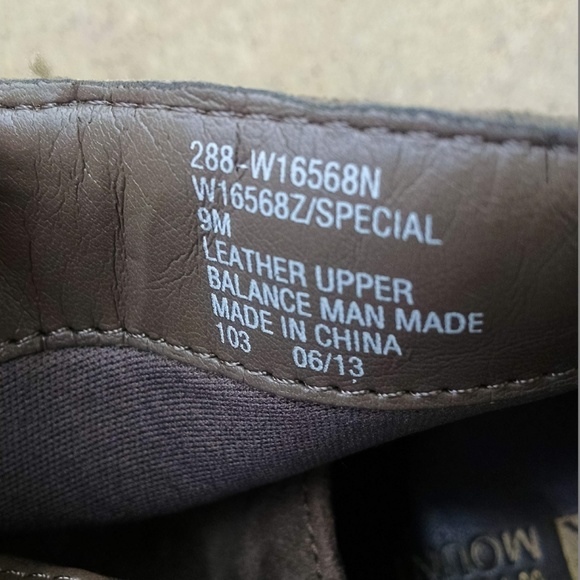 288-W16568N
W16568Z/SPECIAL
9M
LEATHER UPPER
BALANCE MAN MADE
MADE IN CHINA
103 06/13